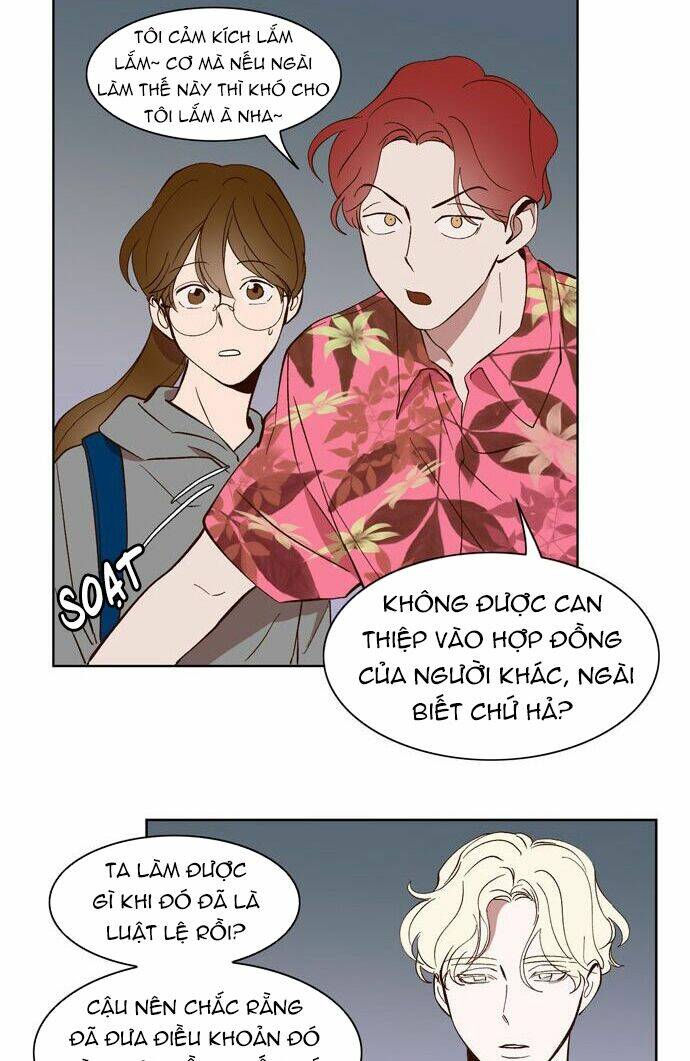 TÔI CẢM KÍCH LẮM
LẮM~ CƠ MÀ NẾU NGÀI
LÀM THẾ NÀY THÌ KHÓ CHO
TÔI LẮM À NHA~
SOẠT
KHÔNG ĐƯỢC CAN
THIỆP VÀO HỢP ĐỒNG
CỦA NGƯỜI KHÁC, NGÀI
BIẾT CHỨ HẢ?
TA LÀM ĐƯỢC
GÌ KHI ĐÓ ĐÃ LÀ
LUẬT LỆ RỒI?
CẬU NÊN CHẮC RẰNG
ĐÃ ĐƯA ĐIỀU KHOẢN ĐÓ